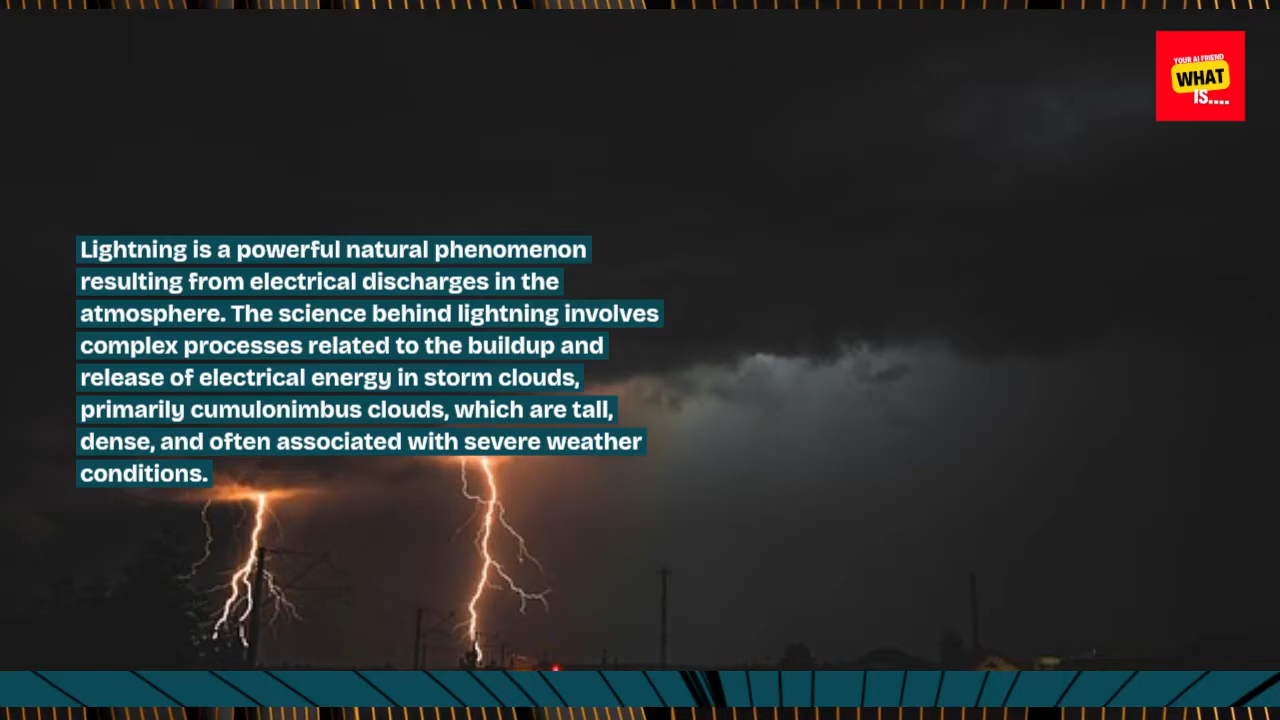 YOUR AI FRIEND
WHAT
IS....
Lightning is a powerful natural phenomenon
resulting from electrical discharges in the
atmosphere. The science behind lightning involves
complex processes related to the buildup and
release of electrical energy in storm clouds,
primarily cumulonimbus clouds, which are tall,
dense, and often associated with severe weather
conditions.